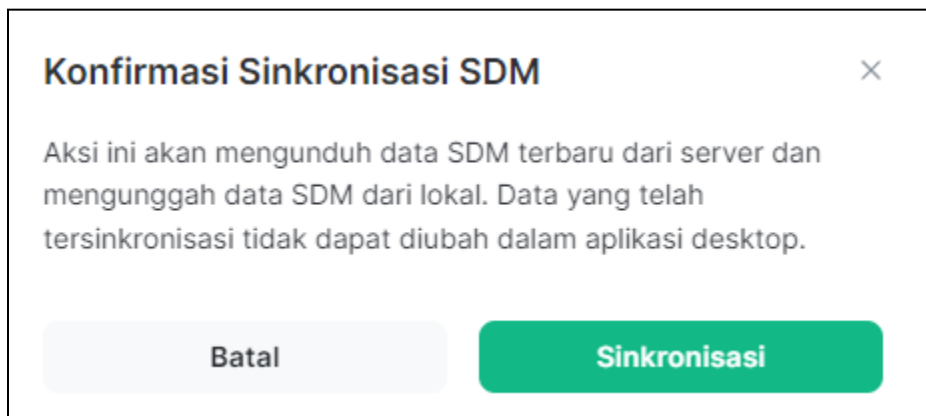 Konfirmasi Sinkronisasi SDM
Aksi ini akan mengunduh data SDM terbaru dari server dan
mengunggah data SDM dari lokal. Data yang telah
tersinkronisasi tidak dapat diubah dalam aplikasi desktop.
Batal
Sinkronisasi